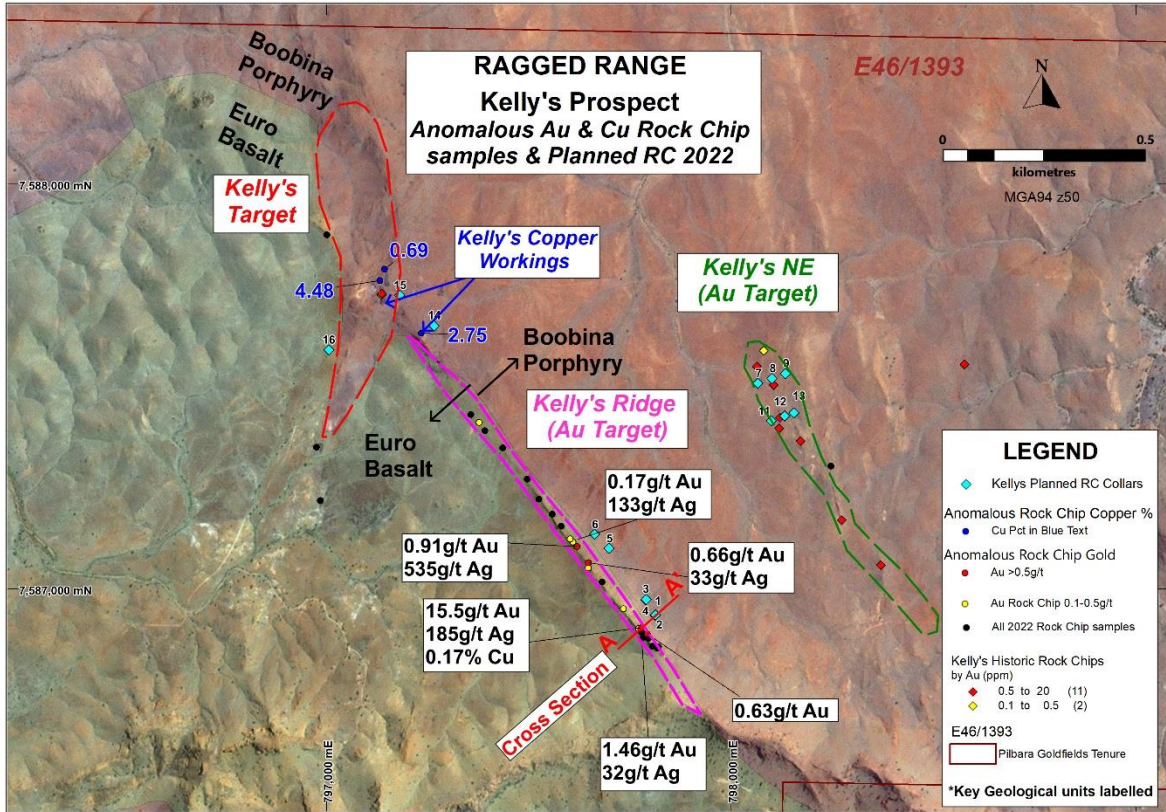 RAGGED RANGE
Kelly's Prospect
Anomalous Au & Cu Rock Chip
samples & Planned RC 2022
E46/1393
N
0
0.5
kilometres
MGA94 z50
Boobina
Porphyry
Euro
Basalt
7,588,000 mN
Kelly's
Target
0.69
Kelly's Copper
Workings
4.48
15
14
2.75
16
Kelly's NE
(Au Target)
7
8
9
11
12
13
Boobina
Porphyry
Kelly's Ridge
(Au Target)
Euro
Basalt
0.17g/t Au
133g/t Ag
6
5
0.91g/t Au
535g/t Ag
0.66g/t Au
33g/t Ag
7,587,000 mN
3
1
4
2
A'
A
15.5g/t Au
185g/t Ag
0.17% Cu
Cross Section
0.63g/t Au
1.46g/t Au
32g/t Ag
797,000 mE
798,000 mE
LEGEND
Kellys Planned RC Collars
Anomalous Rock Chip Copper %
Cu Pct in Blue Text
Anomalous Rock Chip Gold
Au >0.5g/t
Au Rock Chip 0.1-0.5g/t
All 2022 Rock Chip samples
Kelly's Historic Rock Chips
by Au (ppm)
0.5 to 20 (11)
0.1 to 0.5 (2)
E46/1393
Pilbara Goldfields Tenure
*Key Geological units labelled